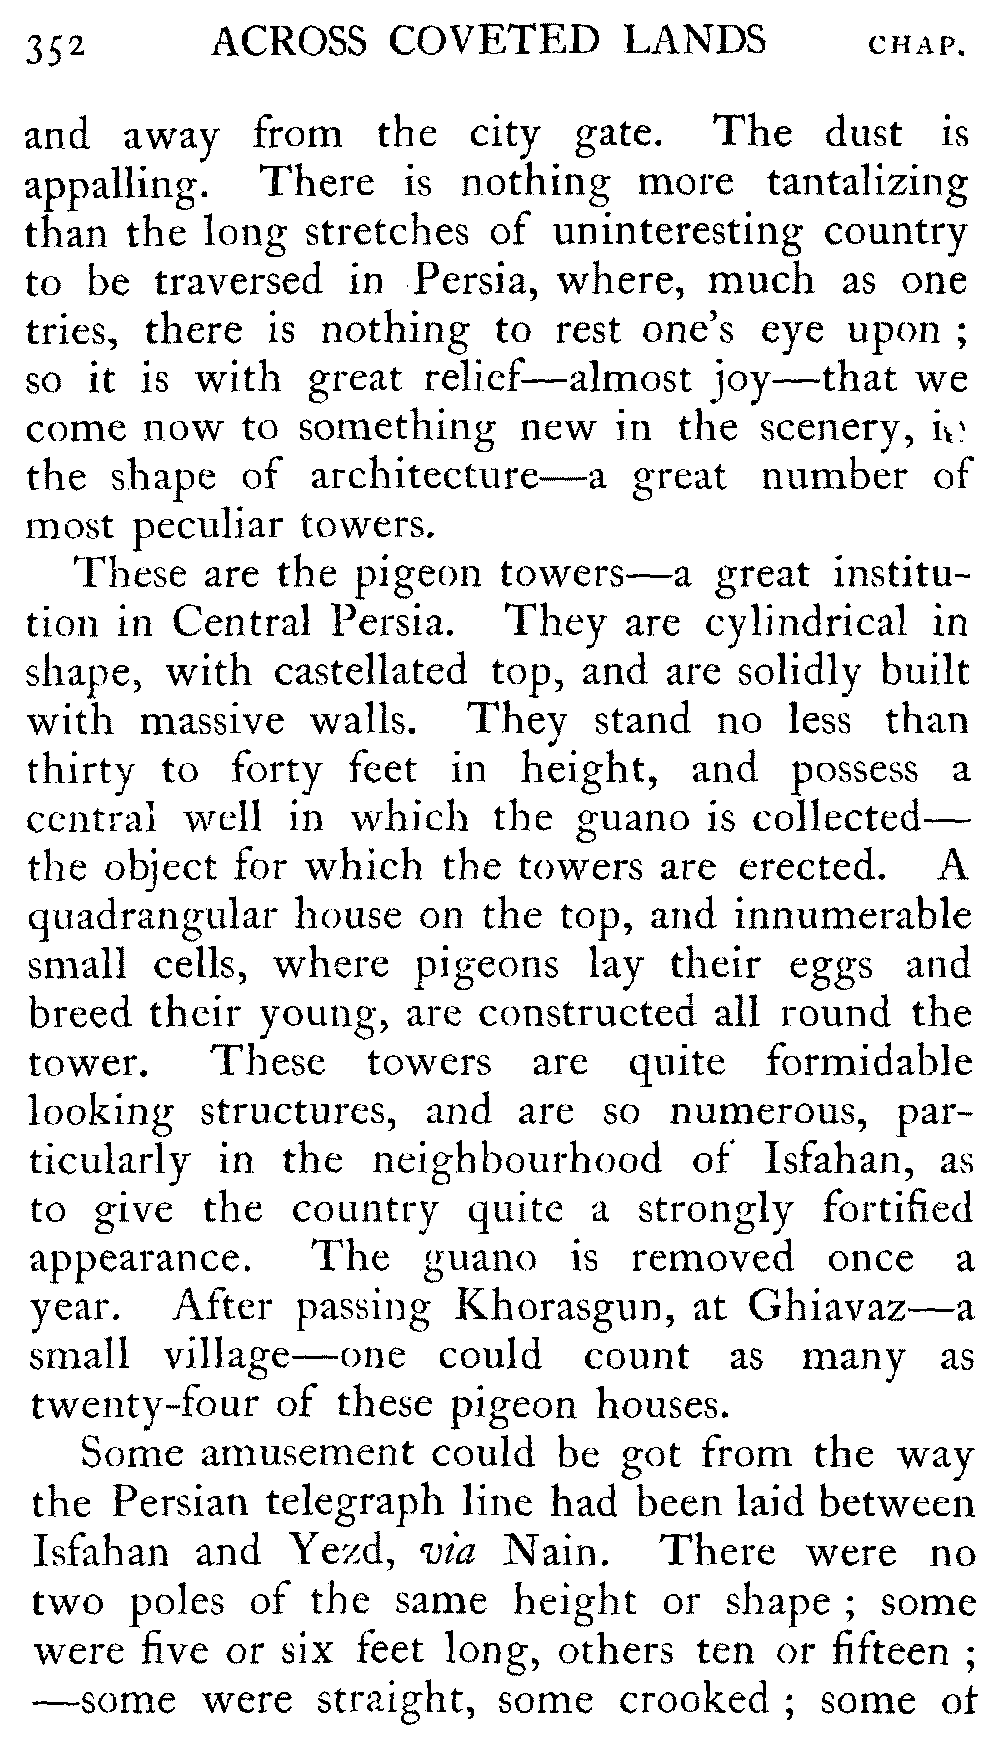 352 ACROSS COVETED LANDS CHAP.
and away from the city gate. The dust is
appalling. There is nothing more tantalizing
than the long stretches of uninteresting country
to be traversed in Persia, where, much as one
tries, there is nothing to rest one's eye upon ;
so it is with great relief—almost joy—that we
come now to something new in the scenery, in
the shape of architecture—a great number of
most peculiar towers.
These are the pigeon towers—a great institu-
tion in Central Persia. They are cylindrical in
shape, with castellated top, and are solidly built
with massive walls. They stand no less than
thirty to forty feet in height, and possess a
central well in which the guano is collected—
the object for which the towers are erected. A
quadrangular house on the top, and innumerable
small cells, where pigeons lay their eggs and
breed their young, are constructed all round the
tower. These towers are quite formidable
looking structures, and are so numerous, par-
ticularly in the neighbourhood of Isfahan, as
to give the country quite a strongly fortified
appearance. The guano is removed once a
year. After passing Khorasgun, at Ghiavaz—a
small village—one could count as many as
twenty-four of these pigeon houses.
Some amusement could be got from the way
the Persian telegraph line had been laid between
Isfahan and Yezd, via Nain. There were no
two poles of the same height or shape ; some
were five or six feet long, others ten or fifteen ;
—some were straight, some crooked ; some of